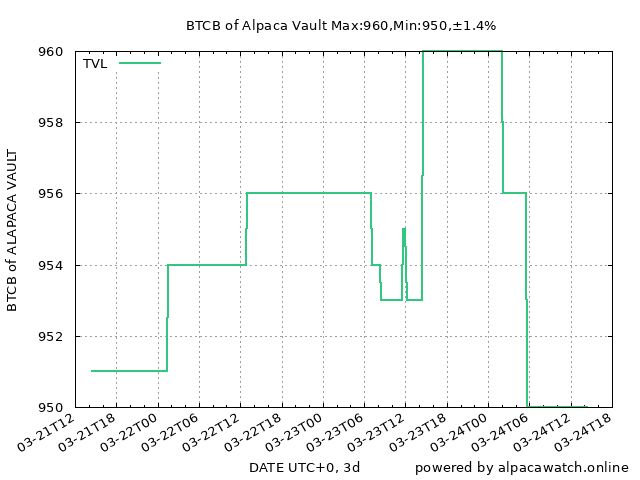 BTCB of Alpaca Vault Max:960,Min:950,±1.4%
TVL
BTCB of ALAPACA VAULT
960
958
956
954
952
950
03-21T12
03-21T18
03-22T00
03-22T06
03-22T12
03-22T18
03-23T00
03-23T06
03-23T12
03-23T18
03-24T00
03-24T06
03-24T12
03-24T18
DATE UTC+0, 3d
powered by alpacawatch.online